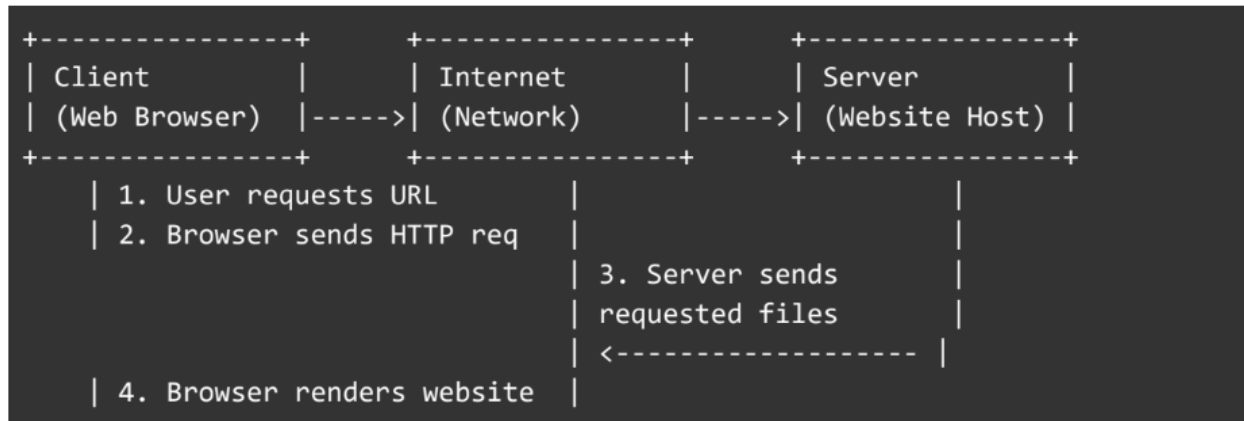 +----------------+      +----------------+      +----------------+
| Client         |      | Internet       |      | Server         |
| (Web Browser)  |----->| (Network)      |----->| (Website Host) |
+----------------+      +----------------+      +----------------+
    | 1. User requests URL        |                       |
    | 2. Browser sends HTTP req   |                       |
                                  | 3. Server sends       |
                                  | requested files       |
                                  | <------------------- |
    | 4. Browser renders website  |